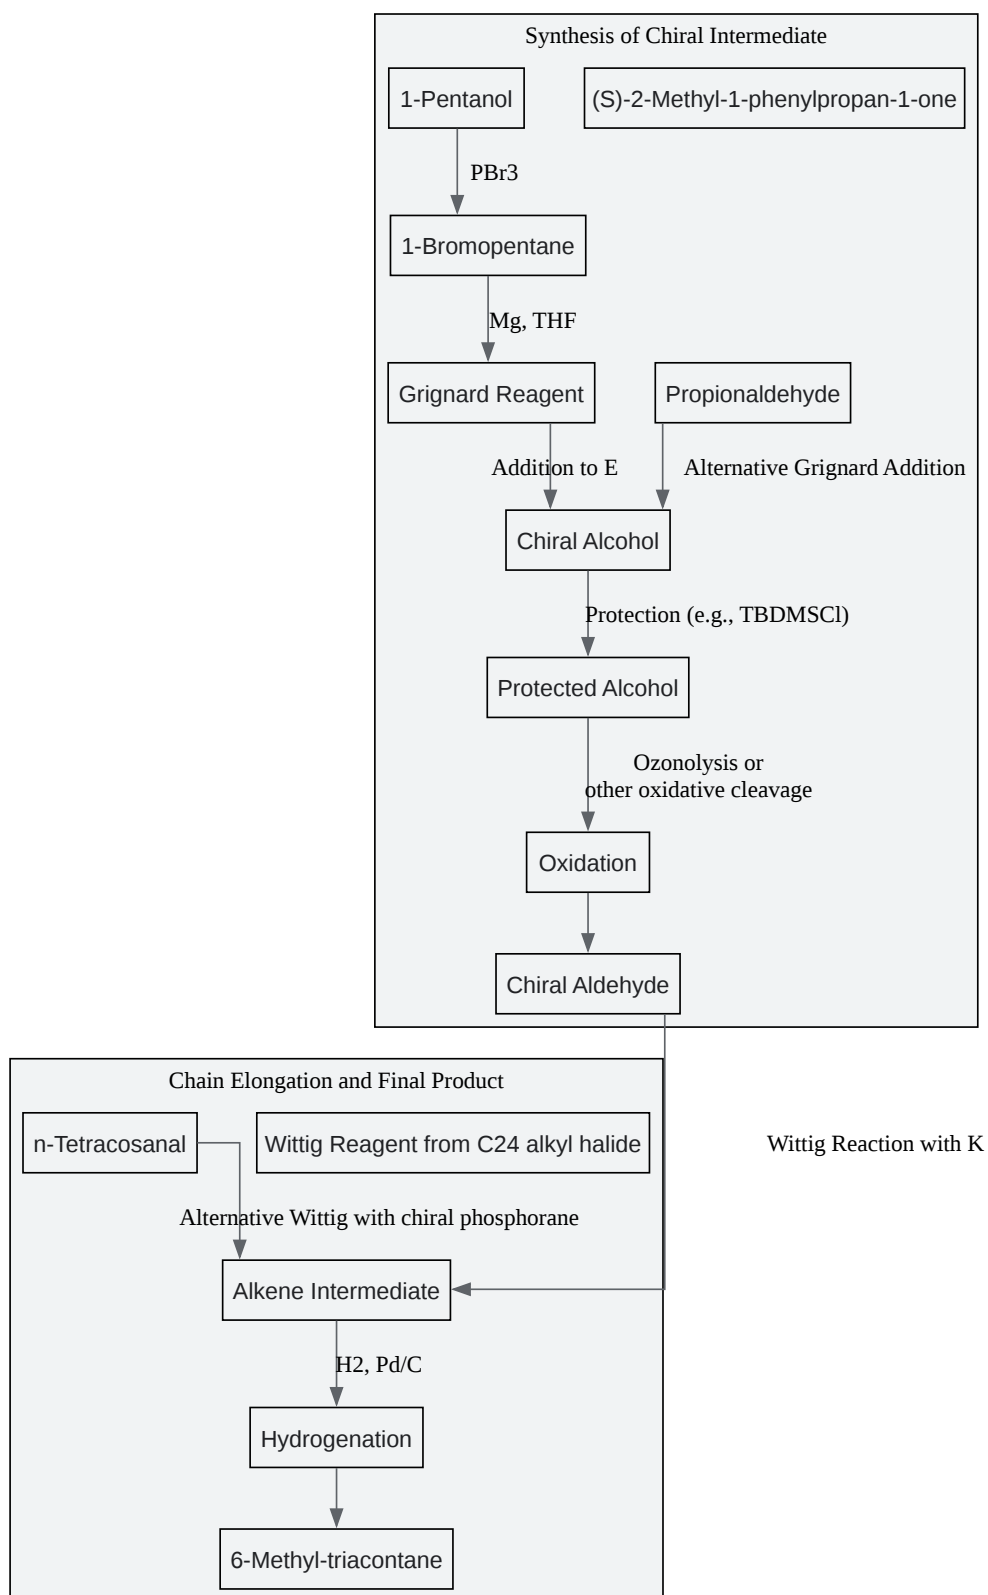 Synthesis of Chiral Intermediate
1-Pentanol
(S)-2-Methyl-1-phenylpropan-1-one
PBr3
1-Bromopentane
Mg, THF
Grignard Reagent
Propionaldehyde
Addition to E
Alternative Grignard Addition
Chiral Alcohol
Protection (e.g., TBDMSCl)
Protected Alcohol
Ozonolysis or
other oxidative cleavage
Oxidation
Chiral Aldehyde
Chain Elongation and Final Product
n-Tetracosanal
Wittig Reagent from C24 alkyl halide
Wittig Reaction with K
Alternative Wittig with chiral phosphorane
Alkene Intermediate
H2, Pd/C
Hydrogenation
6-Methyl-triacontane